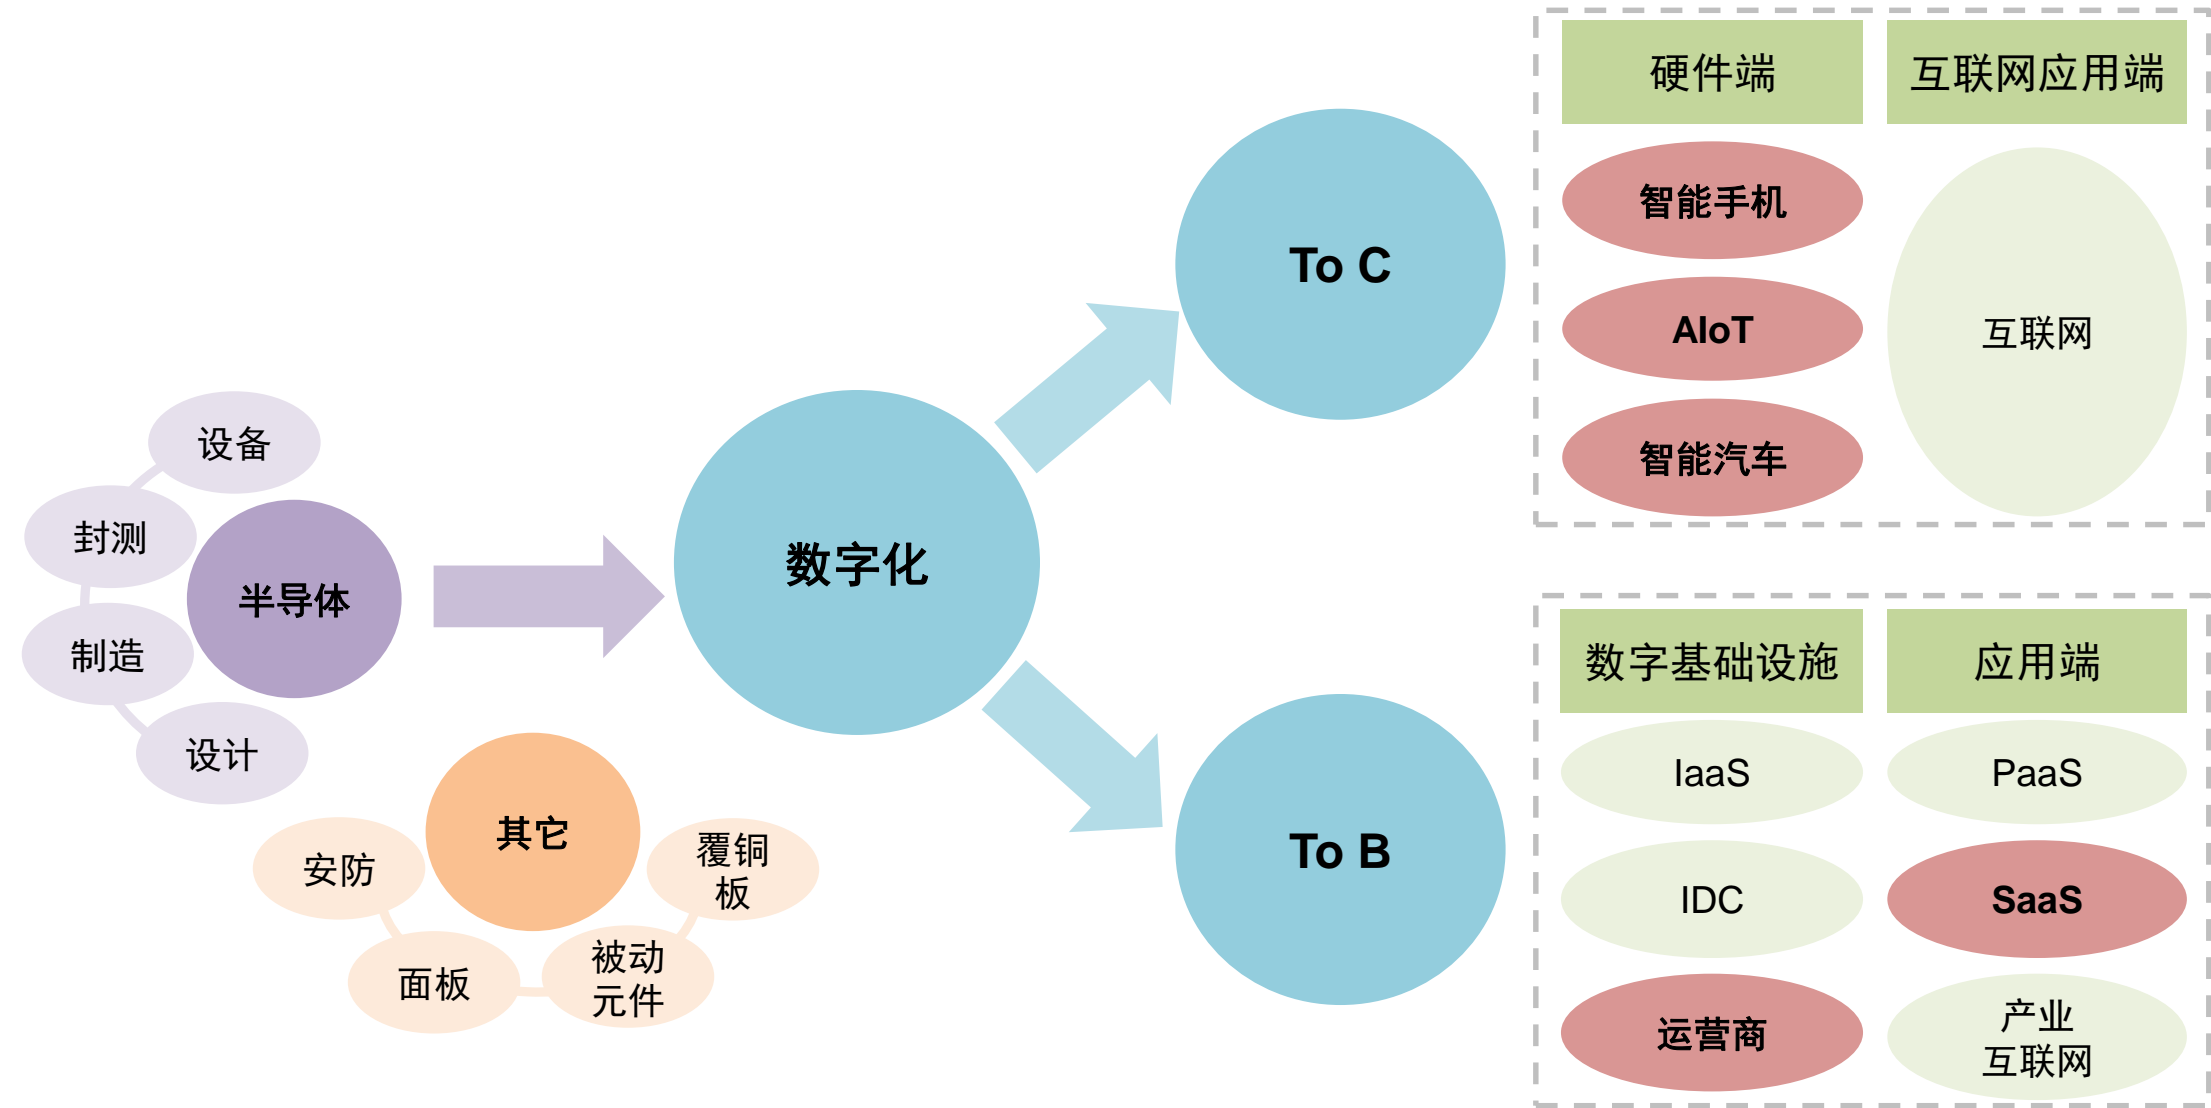 设备
封测
半导体
制造
设计
其它
安防
面板
被动
元件
覆铜
板
数字化
To C
To B
硬件端
互联网应用端
智能手机
AIoT
智能汽车
互联网
数字基础设施
应用端
IaaS
PaaS
IDC
SaaS
运营商
产业
互联网